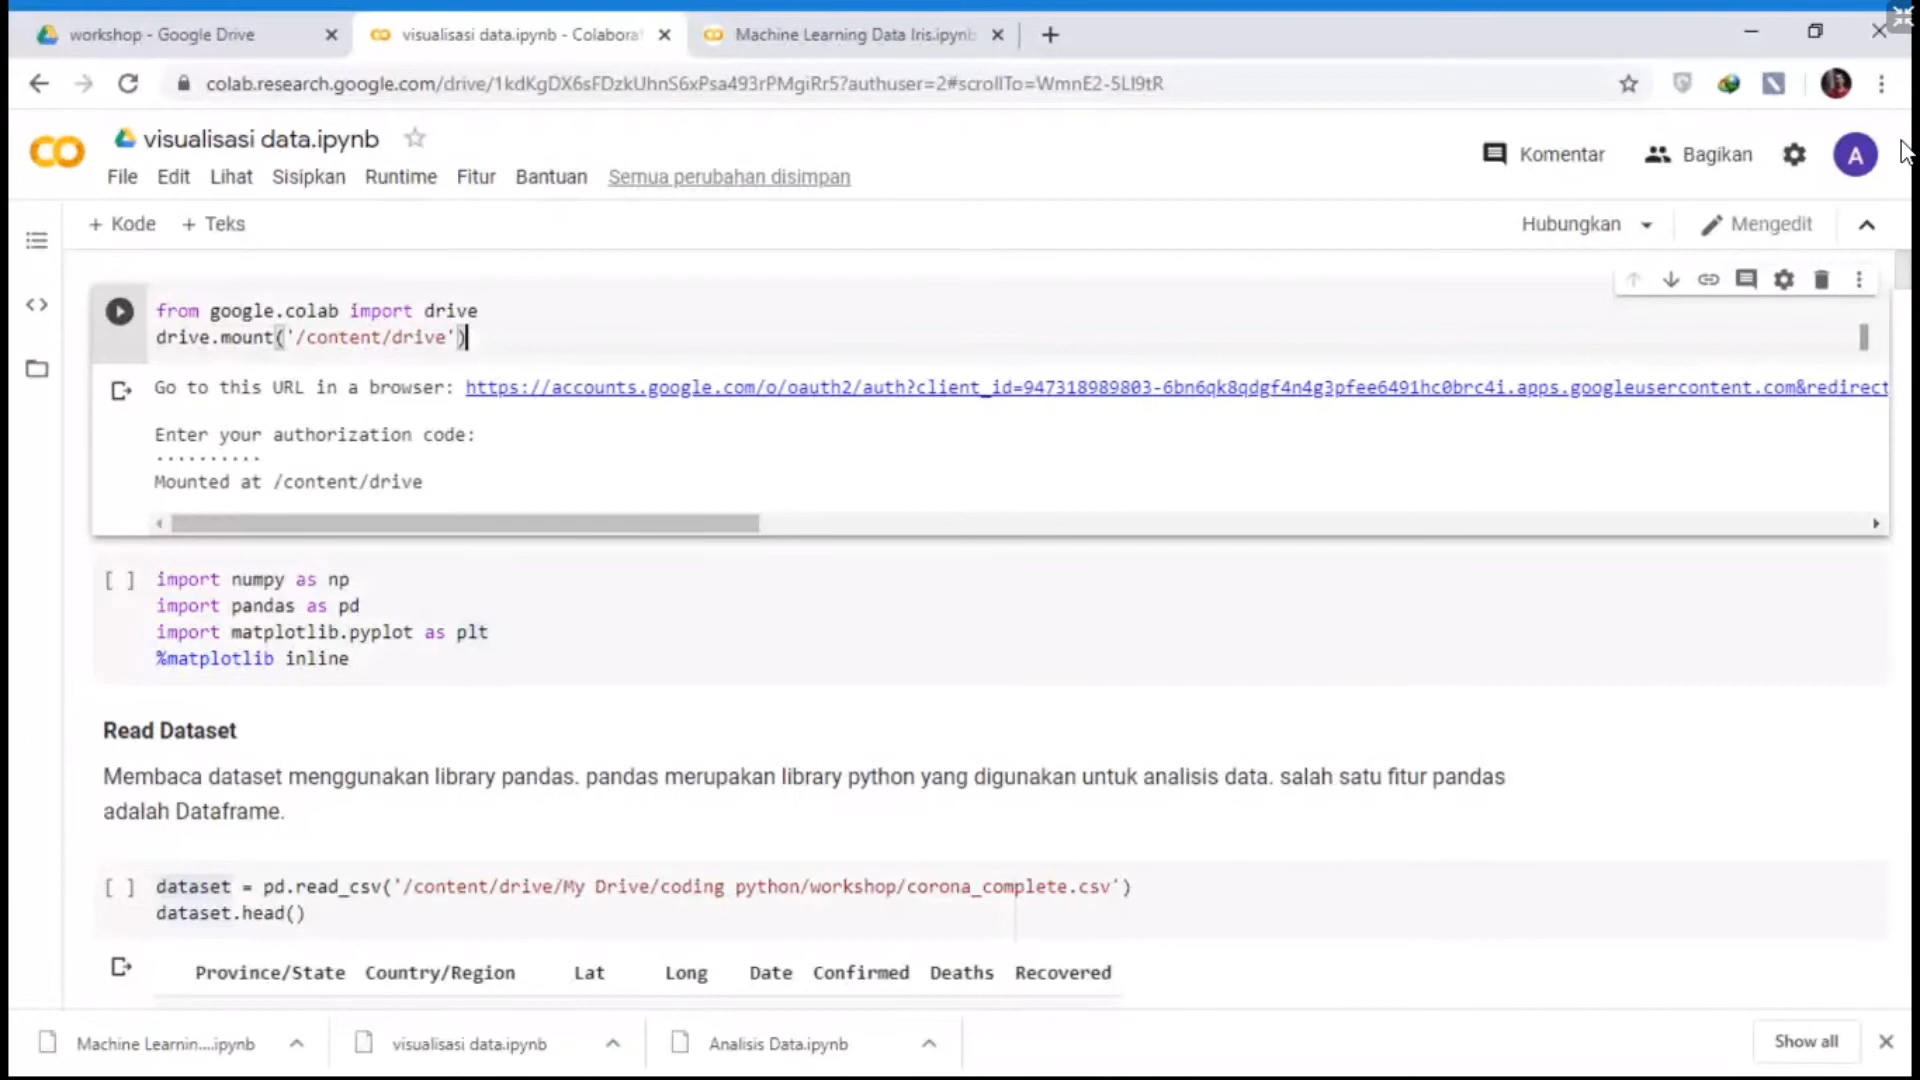 workshop - Google Drive
visualisasi data.ipynb - Colabora
Machine Learning Data Iris.ipynb
colab.research.google.com/drive/1kdKgDX6sFDzkUhnS6xPsa493rPMgiRr5?authuser=2#scrollTo=WmnE2-5LI9tR
visualisasi data.ipynb
File Edit Lihat Sisipkan Runtime Fitur Bantuan Semua perubahan disimpan
Komentar Bagikan A
+ Kode + Teks
Hubungkan Mengedit
from google.colab import drive
drive.mount('/content/drive')
Go to this URL in a browser: https://accounts.google.com/o/oauth2/auth?client_id=947318989803-6bn6qk8qdgf4n4g3pfee6491hc0brc4i.apps.googleusercontent.com&redirect
Enter your authorization code:
··········
Mounted at /content/drive
[ ] import numpy as np
import pandas as pd
import matplotlib.pyplot as plt
%matplotlib inline
Read Dataset
Membaca dataset menggunakan library pandas. pandas merupakan library python yang digunakan untuk analisis data. salah satu fitur pandas
adalah Dataframe.
[ ] dataset = pd.read_csv('/content/drive/My Drive/coding python/workshop/corona_complete.csv')
dataset.head()
Province/State Country/Region Lat Long Date Confirmed Deaths Recovered
Machine Learnin....ipynb
visualisasi data.ipynb
Analisis Data.ipynb
Show all